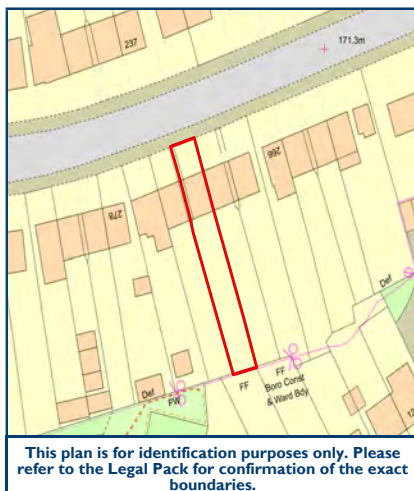 237
171.3m
266
278
Def
FF
FF
Boro Const
& Ward Bdy
Def
FW
12
This plan is for identification purposes only. Please
refer to the Legal Pack for confirmation of the exact
boundaries.